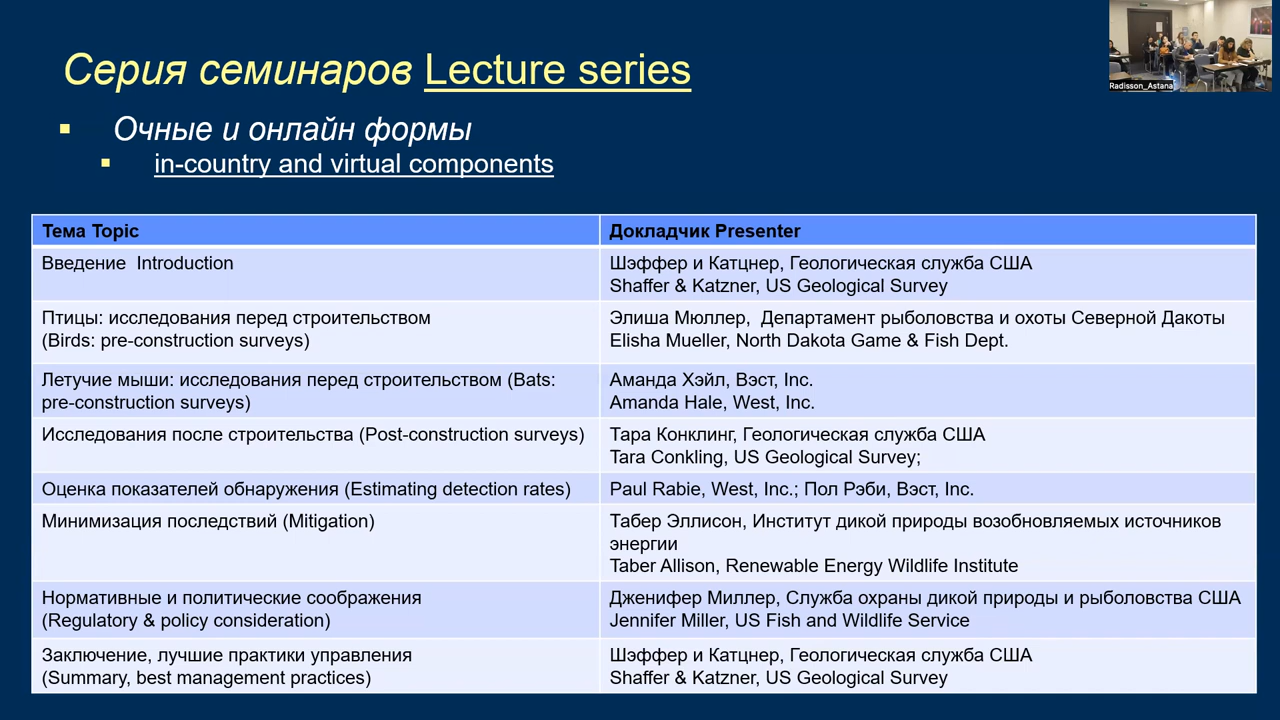 Серия семинаров Lecture series
Radisson_Astana
Очные и онлайн формы
in-country and virtual components
Тема Topic
Докладчик Presenter
Введение Introduction
Шэффер и Катцнер, Геологическая служба США
Shaffer & Katzner, US Geological Survey
Птицы: исследования перед строительством
(Birds: pre-construction surveys)
Элиша Мюллер, Департамент рыболовства и охоты Северной Дакоты
Elisha Mueller, North Dakota Game & Fish Dept.
Летучие мыши: исследования перед строительством (Bats:
pre-construction surveys)
Аманда Хэйл, Вэст, Inc.
Amanda Hale, West, Inc.
Исследования после строительства (Post-construction surveys)
Тара Конклинг, Геологическая служба США
Tara Conkling, US Geological Survey;
Оценка показателей обнаружения (Estimating detection rates)
Paul Rabie, West, Inc.; Пол Рэби, Вэст, Inc.
Минимизация последствий (Mitigation)
Табер Эллисон, Институт дикой природы возобновляемых источников
энергии
Taber Allison, Renewable Energy Wildlife Institute
Нормативные и политические соображения
(Regulatory & policy consideration)
Дженифер Миллер, Служба охраны дикой природы и рыболовства США
Jennifer Miller, US Fish and Wildlife Service
Заключение, лучшие практики управления
(Summary, best management practices)
Шэффер и Катцнер, Геологическая служба США
Shaffer & Katzner, US Geological Survey